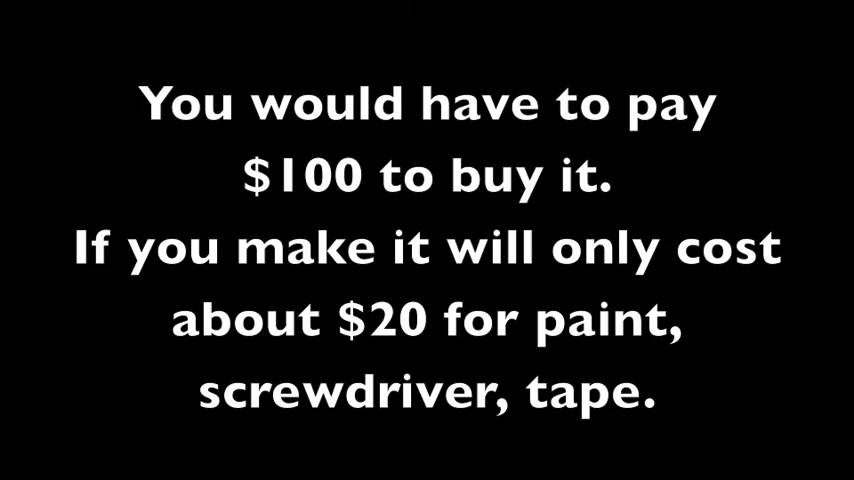 You would have to pay
$100 to buy it.
If you make it will only cost
about $20 for paint,
screwdriver, tape.